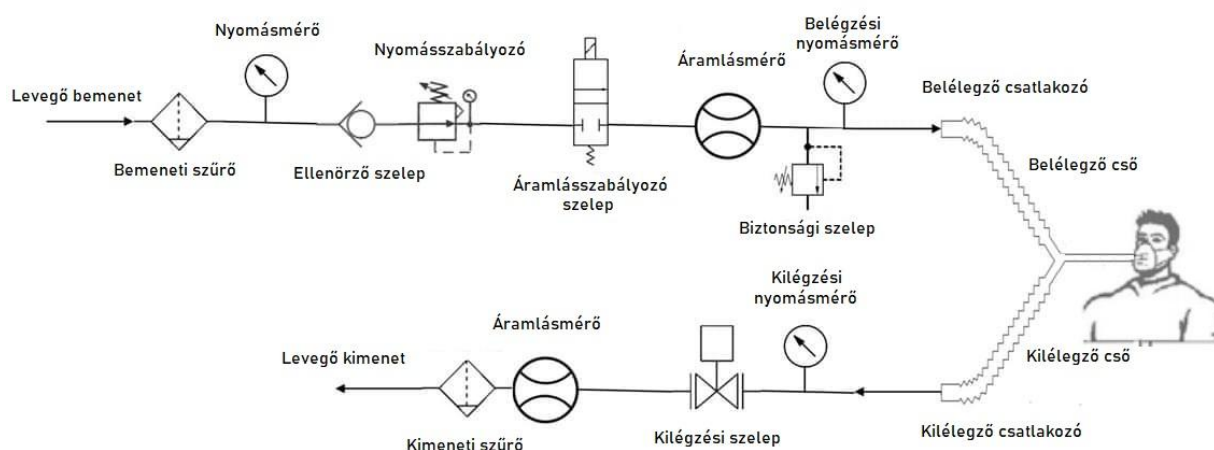 Nyomásmérő
Levegő bemenet
Bemeneti szűrő
Ellenörző szelep
Nyomásszabályozó
Áramlásszabályozó
szelep
Áramlásmérő
Belégzési
nyomásmérő
Biztonsági szelep
Belélegző csatlakozó
Belélegző cső
Kilélegző cső
Kilélegző csatlakozó
Kilégzési
nyomásmérő
Kilégzési szelep
Áramlásmérő
Kimeneti szűrő
Levegő kimenet